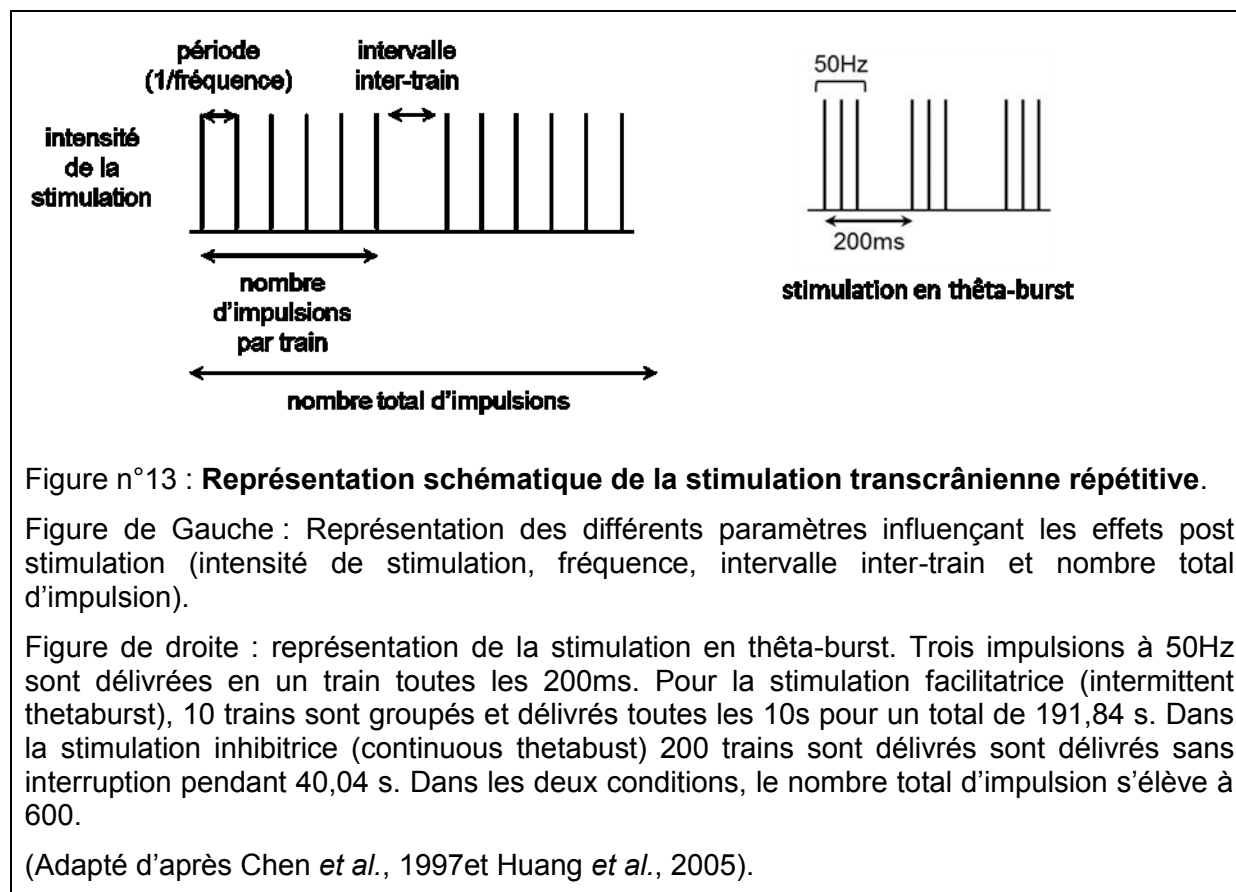 période
(1/fréquence)
intervalle
inter-train
intensité
de la
stimulation
nombre
d'impulsions
par train
nombre total d'impulsions
50Hz
200ms
stimulation en thêta-burst
Figure n°13 : Représentation schématique de la stimulation transcrânienne répétitive.
Figure de Gauche : Représentation des différents paramètres influençant les effets post
stimulation (intensité de stimulation, fréquence, intervalle inter-train et nombre total
d'impulsion).
Figure de droite : représentation de la stimulation en thêta-burst. Trois impulsions à 50Hz
sont délivrées en un train toutes les 200ms. Pour la stimulation facilitatrice (intermittent
thetaburst), 10 trains sont groupés et délivrés toutes les 10s pour un total de 191,84 s. Dans
la stimulation inhibitrice (continuous thetabust) 200 trains sont délivrés sont délivrés sans
interruption pendant 40,04 s. Dans les deux conditions, le nombre total d'impulsion s'élève à
600.
(Adapté d'après Chen et al., 1997et Huang et al., 2005).